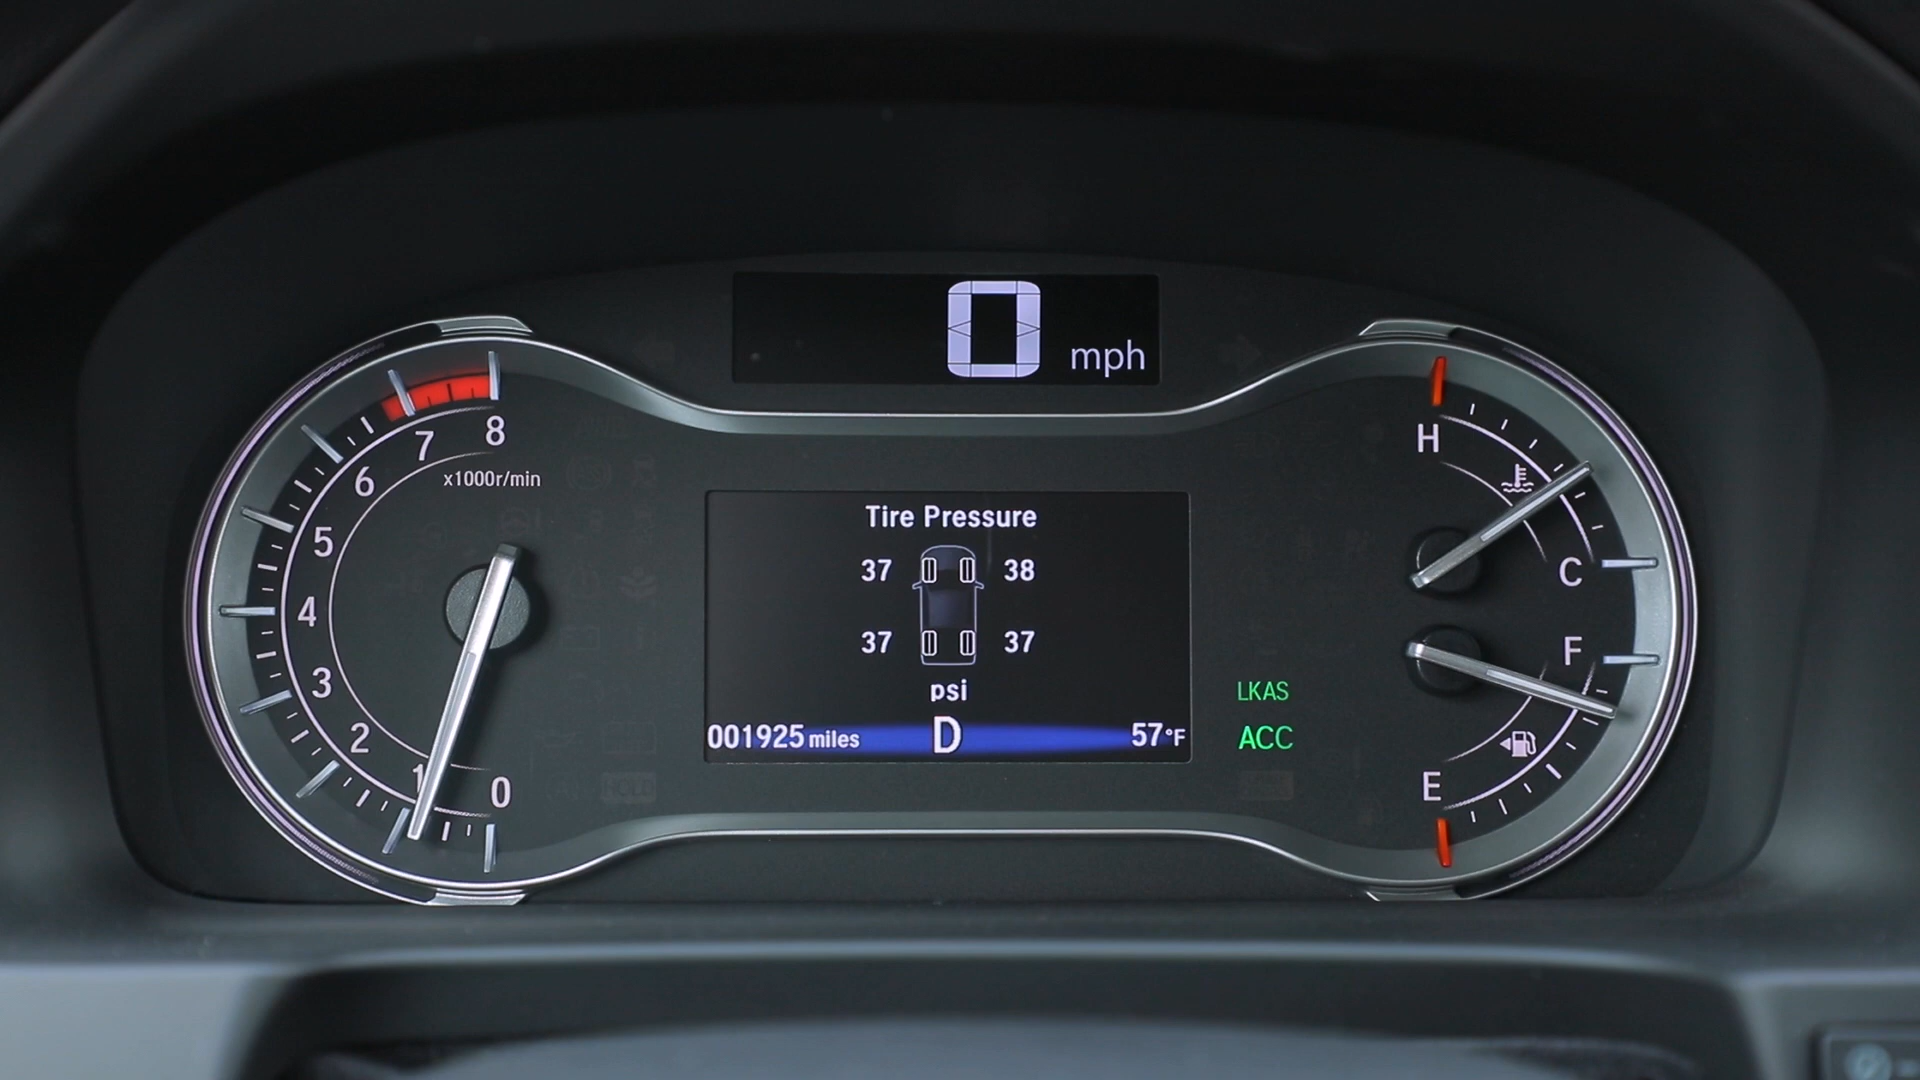 0 mph
8
7
6
x1000r/min
5
4
3
2
1
0
Tire Pressure
37 38
37 37
psi
001925 miles D 57°F
LKAS
ACC
H
C
F
E